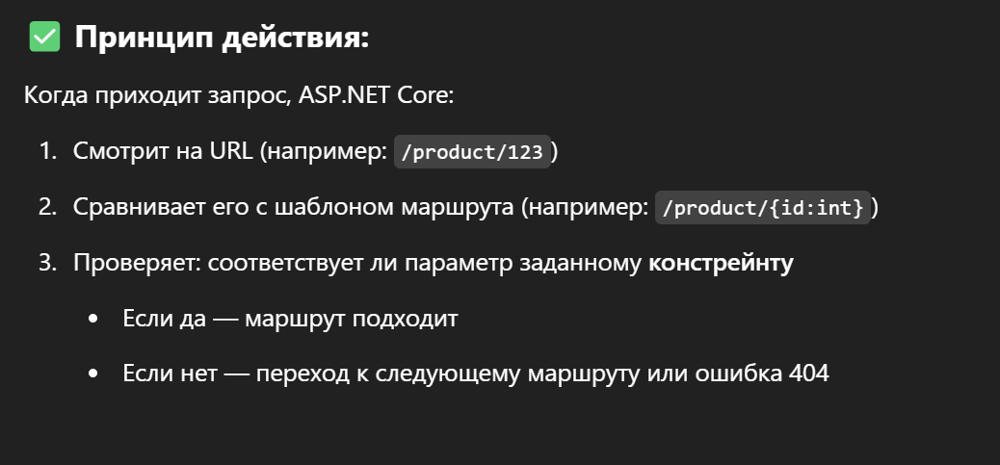 ✅ Принцип действия:
Когда приходит запрос, ASP.NET Core:
1. Смотрит на URL (например: /product/123)
2. Сравнивает его с шаблоном маршрута (например: /product/{id:int})
3. Проверяет: соответствует ли параметр заданному констрейнту
• Если да — маршрут подходит
• Если нет — переход к следующему маршруту или ошибка 404